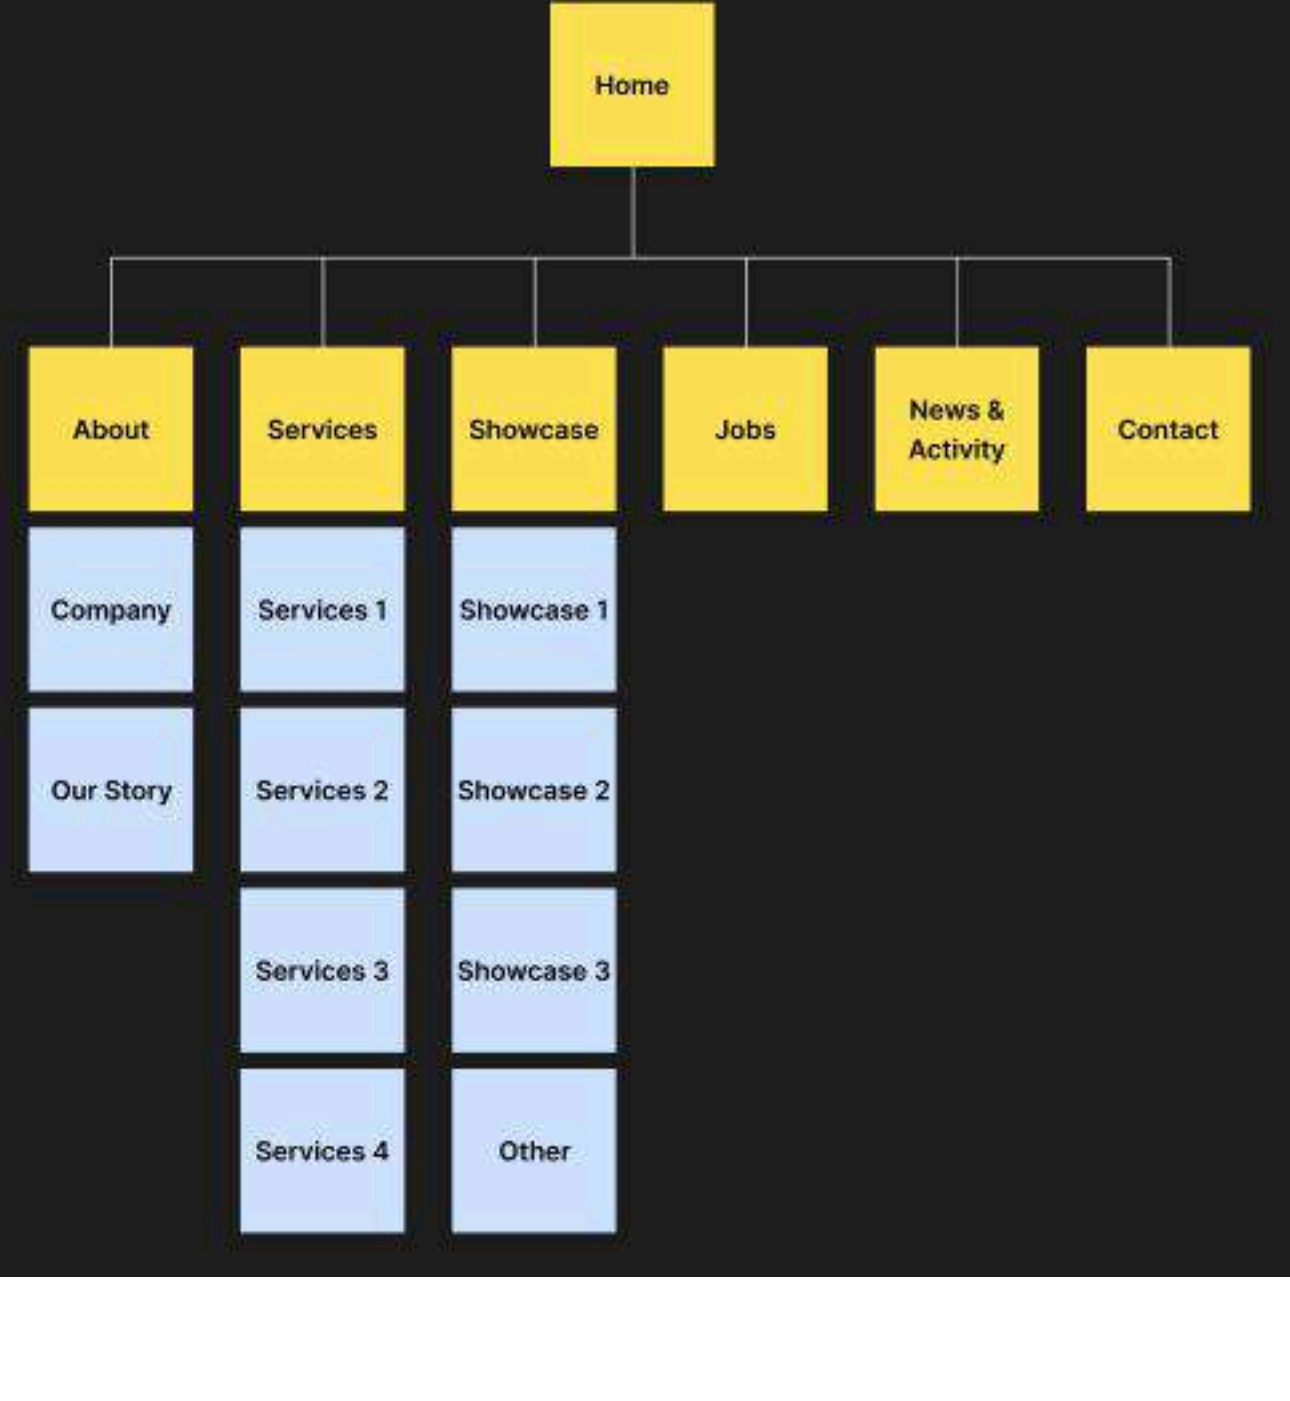 Home
About
Services
Showcase
Jobs
News &
Activity
Contact
Company
Services 1
Showcase 1
Our Story
Services 2
Showcase 2
Services 3
Showcase 3
Services 4
Other